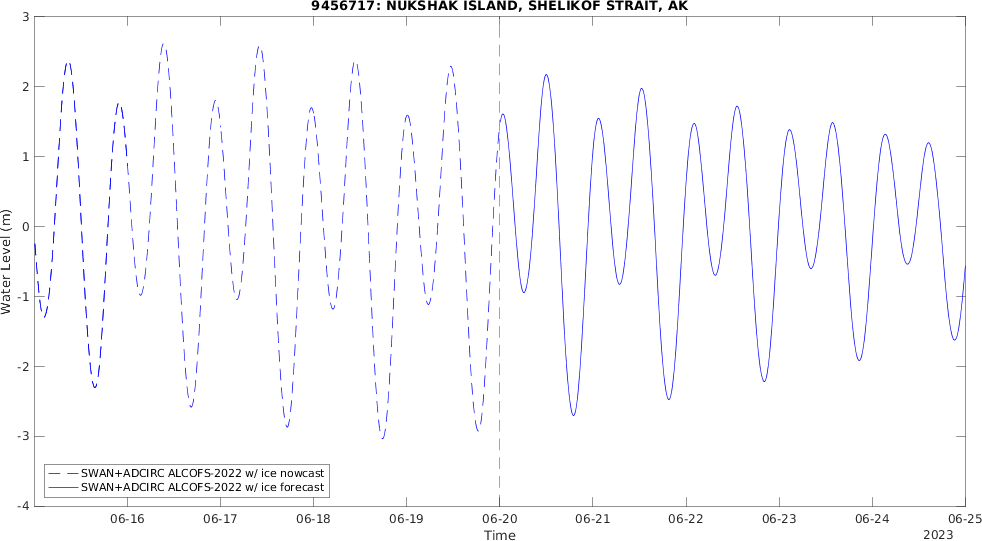 9456717: NUKSHAK ISLAND, SHELIKOF STRAIT, AK
3
2
1
0
-1
-2
-3
-4
Water Level (m)
SWAN+ADCIRC ALCOFS-2022 w/ ice nowcast
SWAN+ADCIRC ALCOFS-2022 w/ ice forecast
06-16 06-17 06-18 06-19 06-20 06-21 06-22 06-23 06-24 06-25
Time
2023